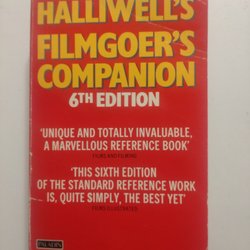 HALLIWELL'S
FILMGOER'S
COMPANION
6TH EDITION
'UNIQUE AND TOTALLY INVALUABLE,
A MARVELLOUS REFERENCE BOOK'
FILMS AND FILMING
'THIS SIXTH EDITION
OF THE STANDARD REFERENCE WORK
IS, QUITE SIMPLY, THE BEST YET'
FILMS ILLUSTRATED
PALADIN